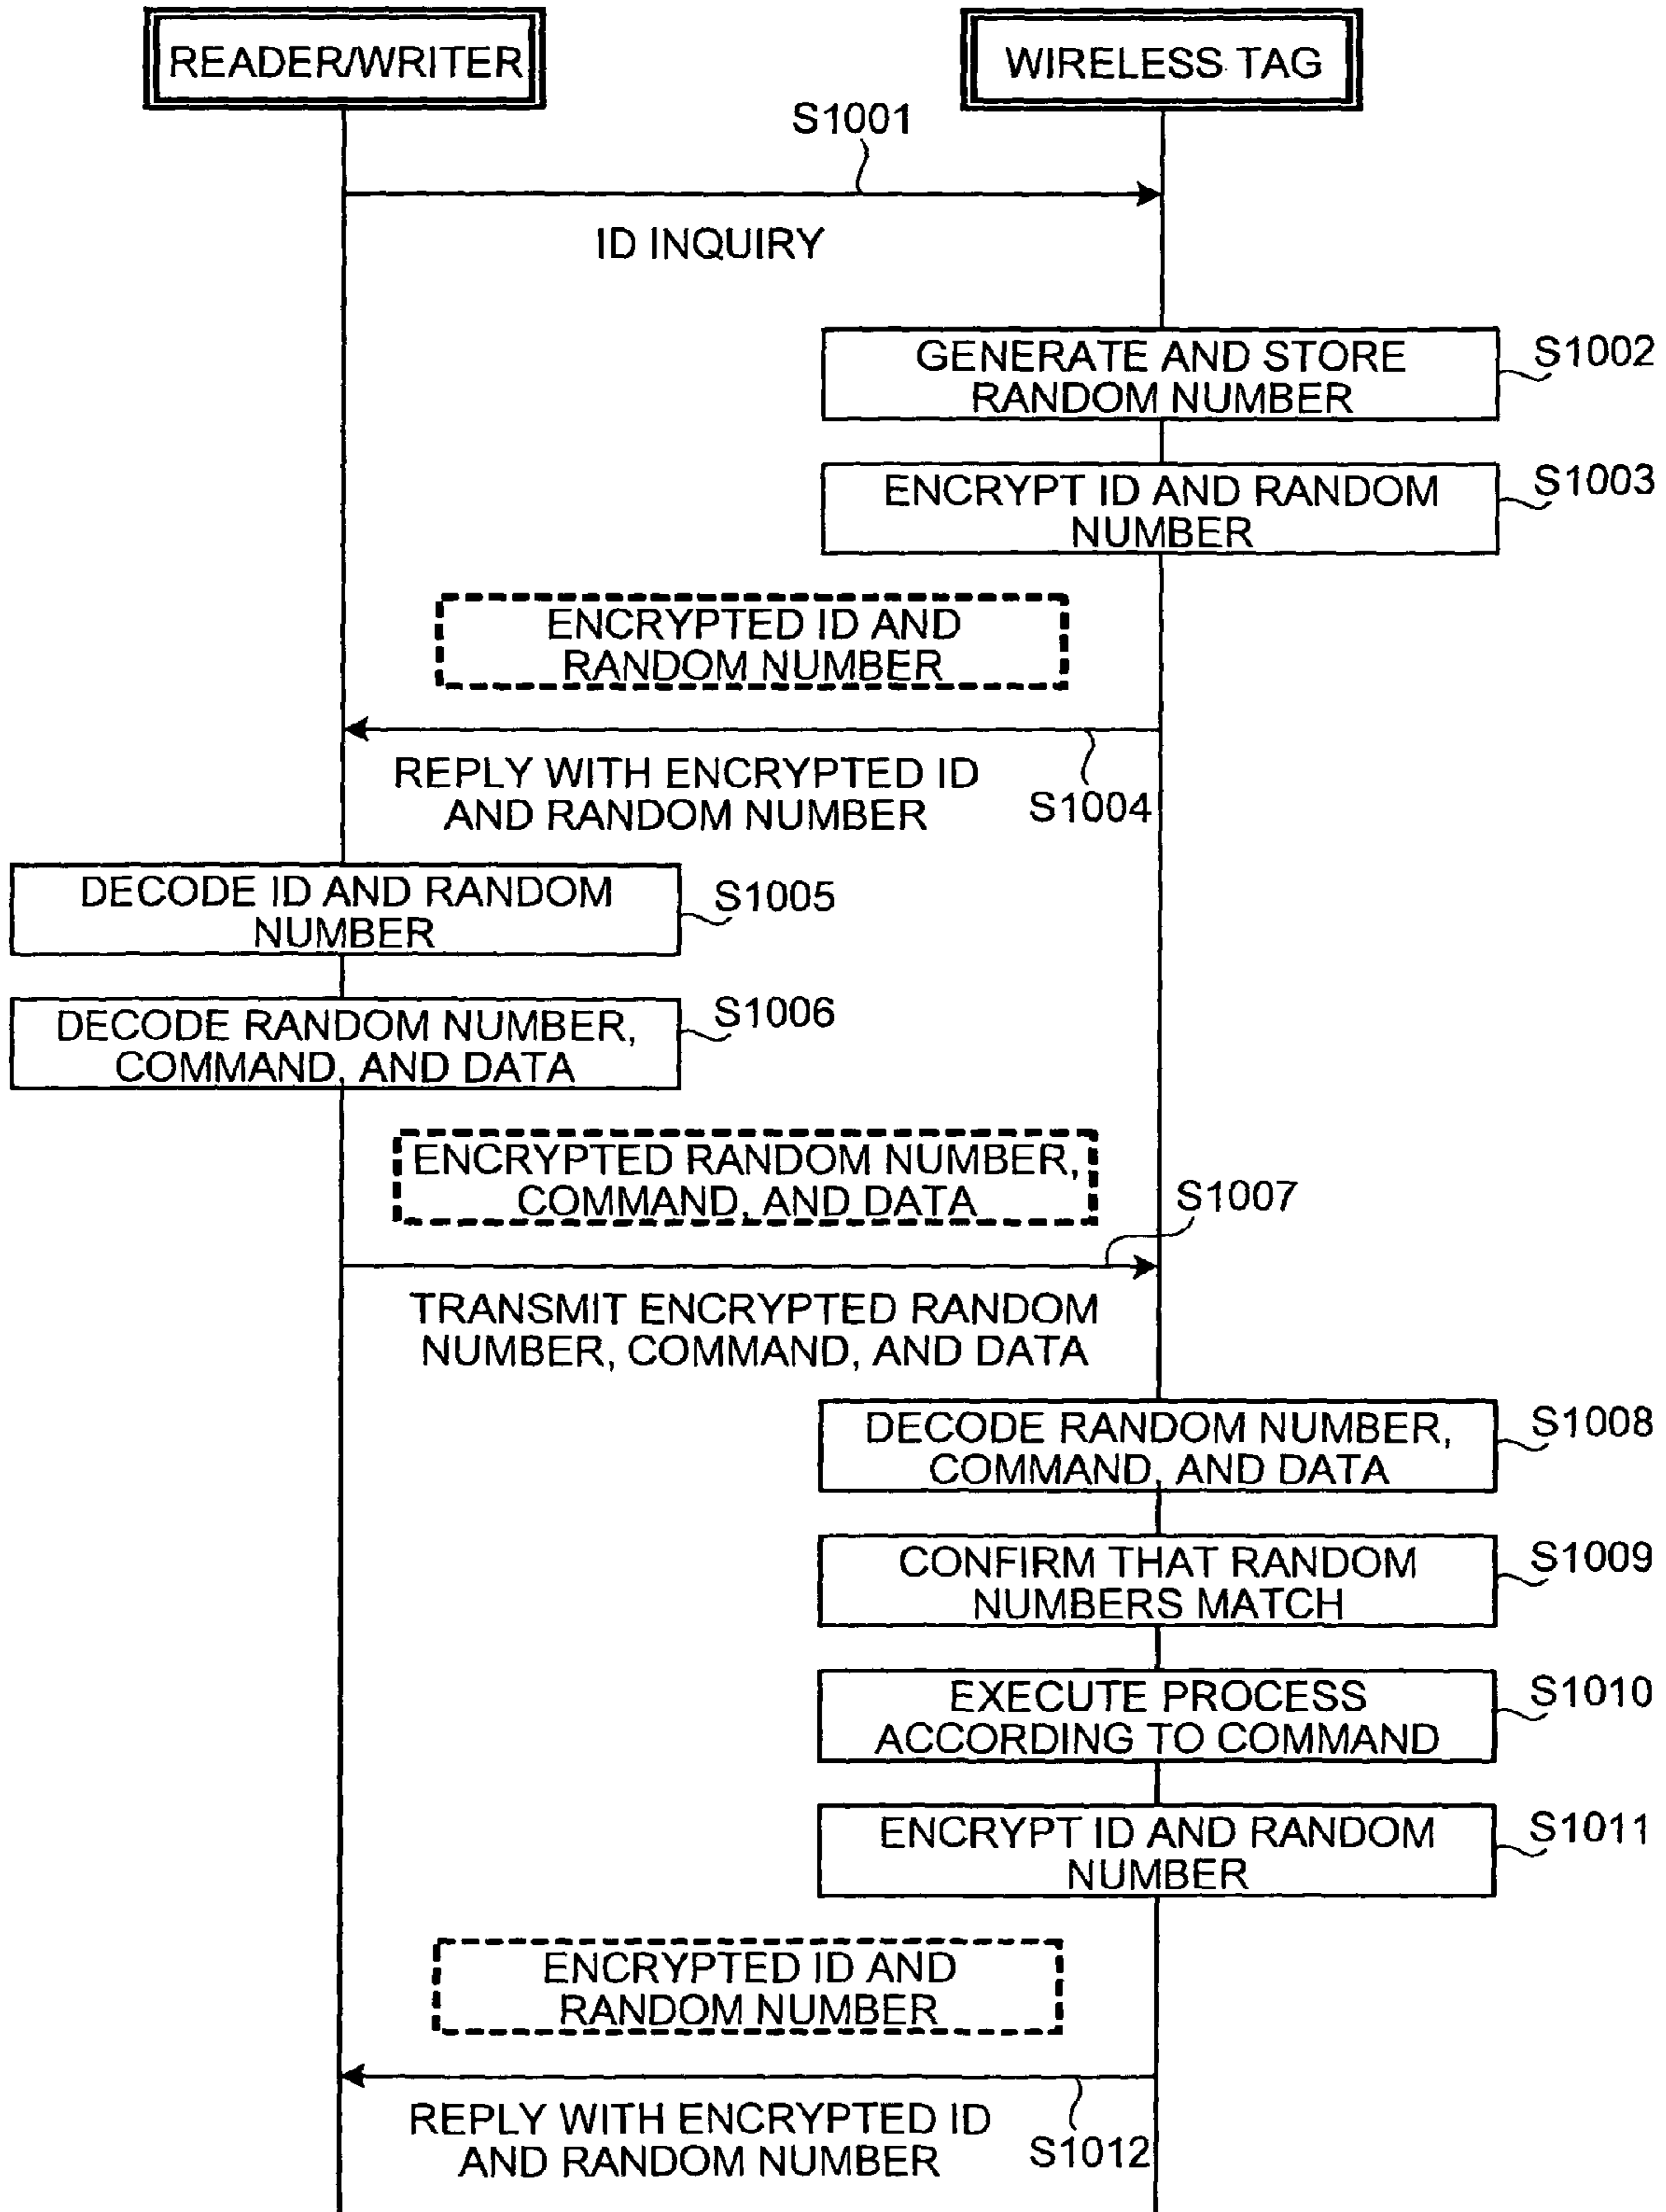 READER/WRITER
WIRELESS TAG
S1001
ID INQUIRY
GENERATE AND STORE
RANDOM NUMBER
S1002
ENCRYPT ID AND RANDOM
NUMBER
S1003
ENCRYPTED ID AND
RANDOM NUMBER
REPLY WITH ENCRYPTED ID
AND RANDOM NUMBER
S1004
DECODE ID AND RANDOM
NUMBER
S1005
DECODE RANDOM NUMBER,
COMMAND, AND DATA
S1006
ENCRYPTED RANDOM NUMBER,
COMMAND, AND DATA
S1007
TRANSMIT ENCRYPTED RANDOM
NUMBER, COMMAND, AND DATA
DECODE RANDOM NUMBER,
COMMAND, AND DATA
S1008
CONFIRM THAT RANDOM
NUMBERS MATCH
S1009
EXECUTE PROCESS
ACCORDING TO COMMAND
S1010
ENCRYPT ID AND RANDOM
NUMBER
S1011
ENCRYPTED ID AND
RANDOM NUMBER
REPLY WITH ENCRYPTED ID
AND RANDOM NUMBER
S1012